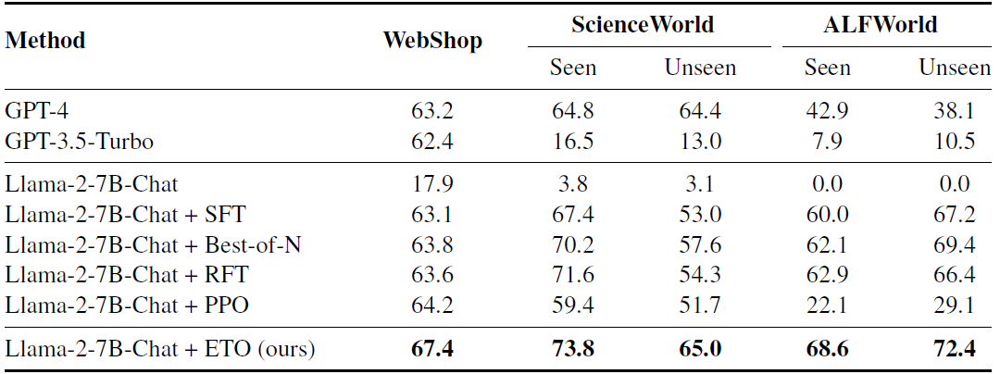 Method WebShop ScienceWorld ALFWorld
Seen Unseen Seen Unseen
GPT-4 63.2 64.8 64.4 42.9 38.1
GPT-3.5-Turbo 62.4 16.5 13.0 7.9 10.5
Llama-2-7B-Chat 17.9 3.8 3.1 0.0 0.0
Llama-2-7B-Chat + SFT 63.1 67.4 53.0 60.0 67.2
Llama-2-7B-Chat + Best-of-N 63.8 70.2 57.6 62.1 69.4
Llama-2-7B-Chat + RFT 63.6 71.6 54.3 62.9 66.4
Llama-2-7B-Chat + PPO 64.2 59.4 51.7 22.1 29.1
Llama-2-7B-Chat + ETO (ours) 67.4 73.8 65.0 68.6 72.4